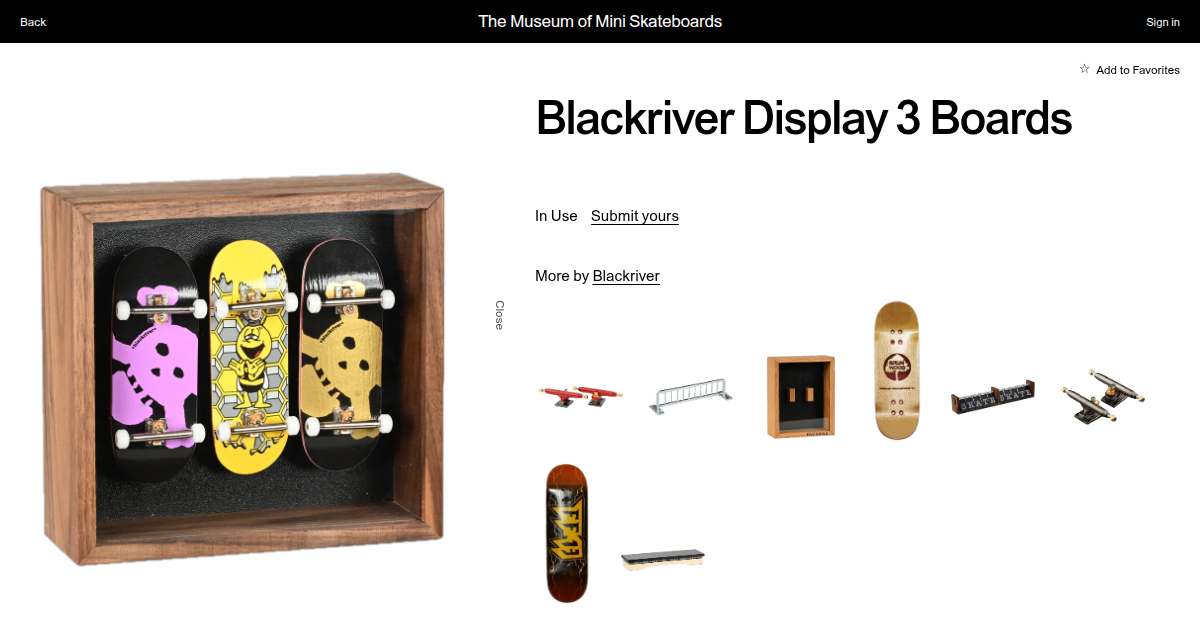 Back
The Museum of Mini Skateboards
Sign in
☆ Add to Favorites
Blackriver Display 3 Boards
In Use Submit yours
More by Blackriver
Close
SKATE SKATE